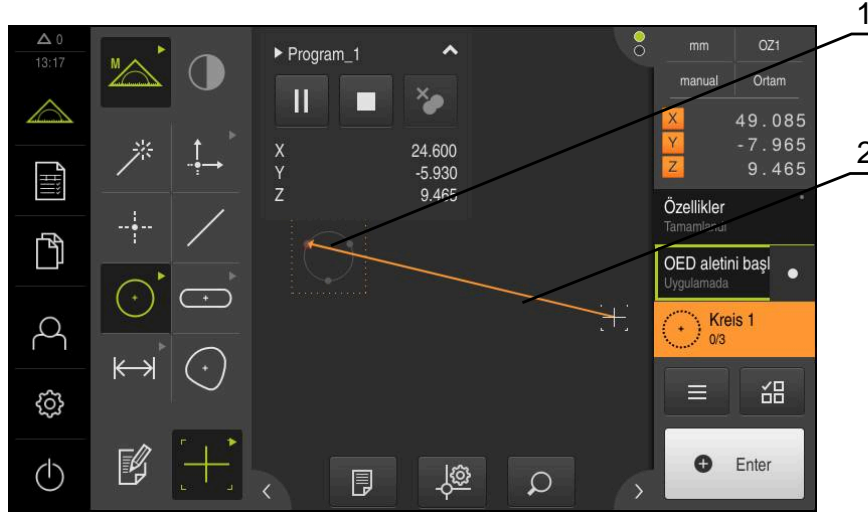 1
△ 0
13:17
M
Program_1
X 24.600
Y -5.930
Z 9.465
mm OZ1
manual Ortam
X 49.085
Y -7.965
Z 9.465
2
Özellikler
Tamamlandı
OED aletini başl
Uygulamada
Kreis 1
0/3
Enter